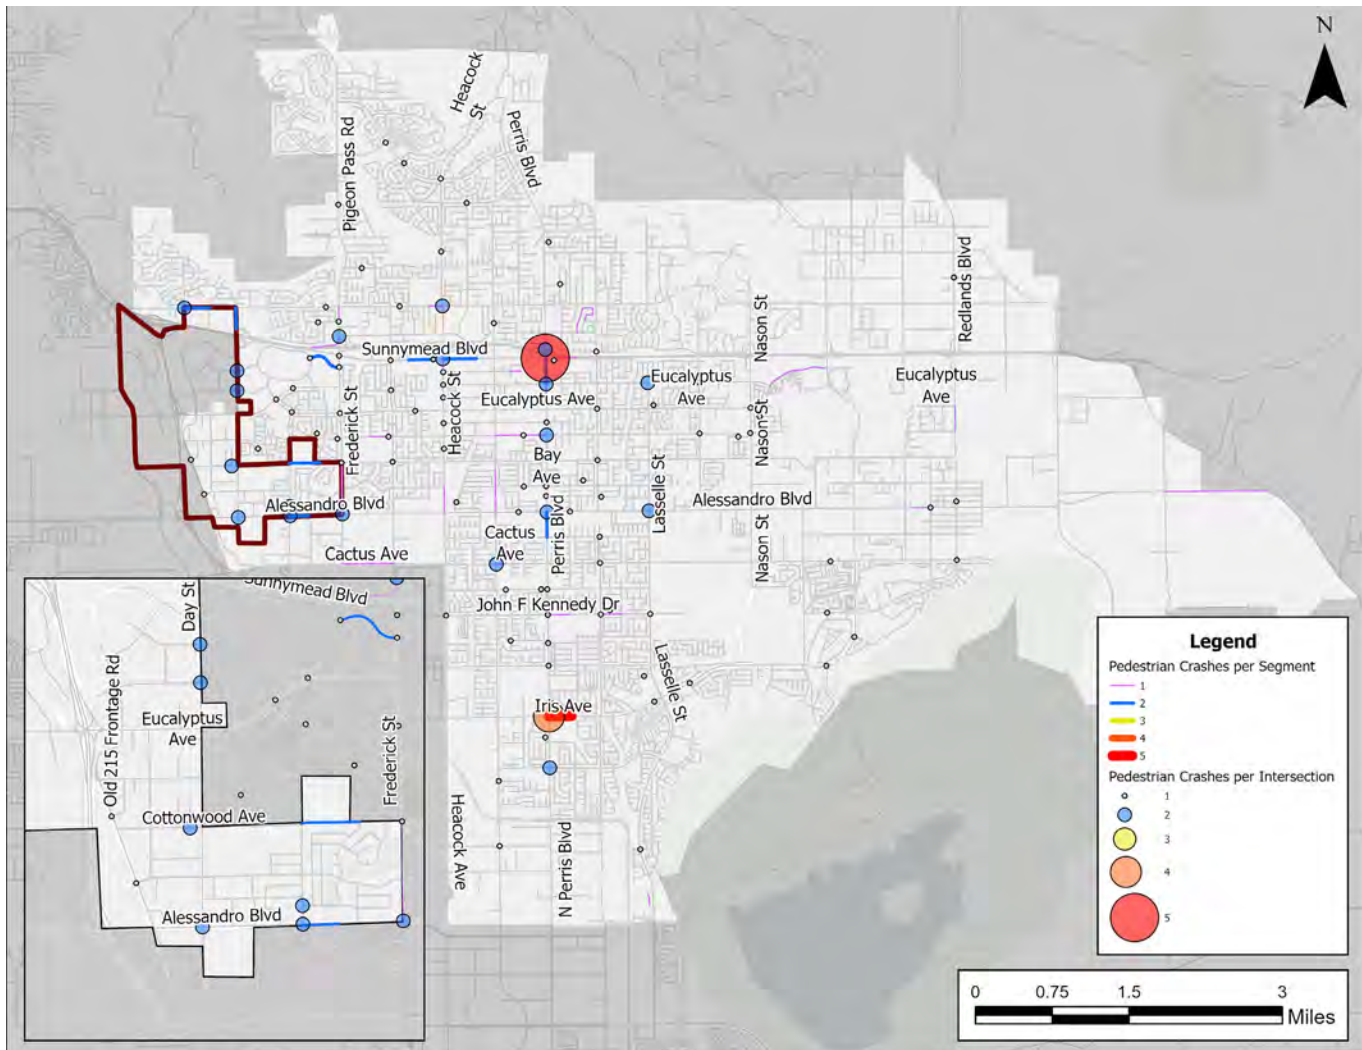 N
Heacock
St
Perris Blvd
Pigeon Pass Rd
Redlands Blvd
Nason St
Sunnymead Blvd
Eucalyptus
Ave
Eucalyptus
Ave
Eucalyptus Ave
Frederick St
Heacock St
Nason St
Bay
Ave
Lasselle St
Alessandro Blvd
Alessandro Blvd
Perris Blvd
Cactus
Ave
Nason St
Cactus Ave
John F Kennedy Dr
Lasselle St
Iris Ave
Heacock Ave
N Perris Blvd
Sunnymead Blvd
Day St
Old 215 Frontage Rd
Eucalyptus
Ave
Frederick St
Cottonwood Ave
Alessandro Blvd
Legend
Pedestrian Crashes per Segment
1
2
3
4
5
Pedestrian Crashes per Intersection
1
2
3
4
5
0 0.75 1.5 3
Miles